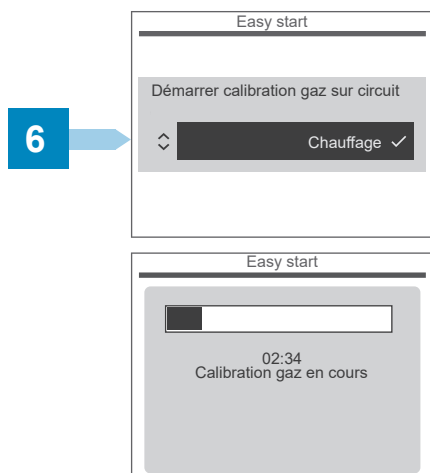 Easy start
Démarrer calibration gaz sur circuit
6
Chauffage
Easy start
02:34
Calibration gaz en cours